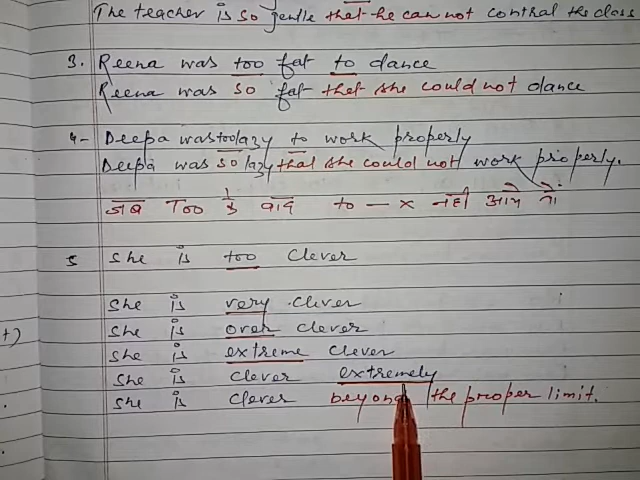 The teacher is so gentle that he can not control the class
3. Reena was too fat to dance
Reena was so fat that she could not dance
4- Deepa was too lazy to work properly
Deepa was so lazy that she could not work properly.
जब Too के बाद to — × नहीं आये तो:
5 She is too clever
She is very clever
+)
She is over clever
She is extreme clever
She is clever extremely
She is clever beyond the proper limit.